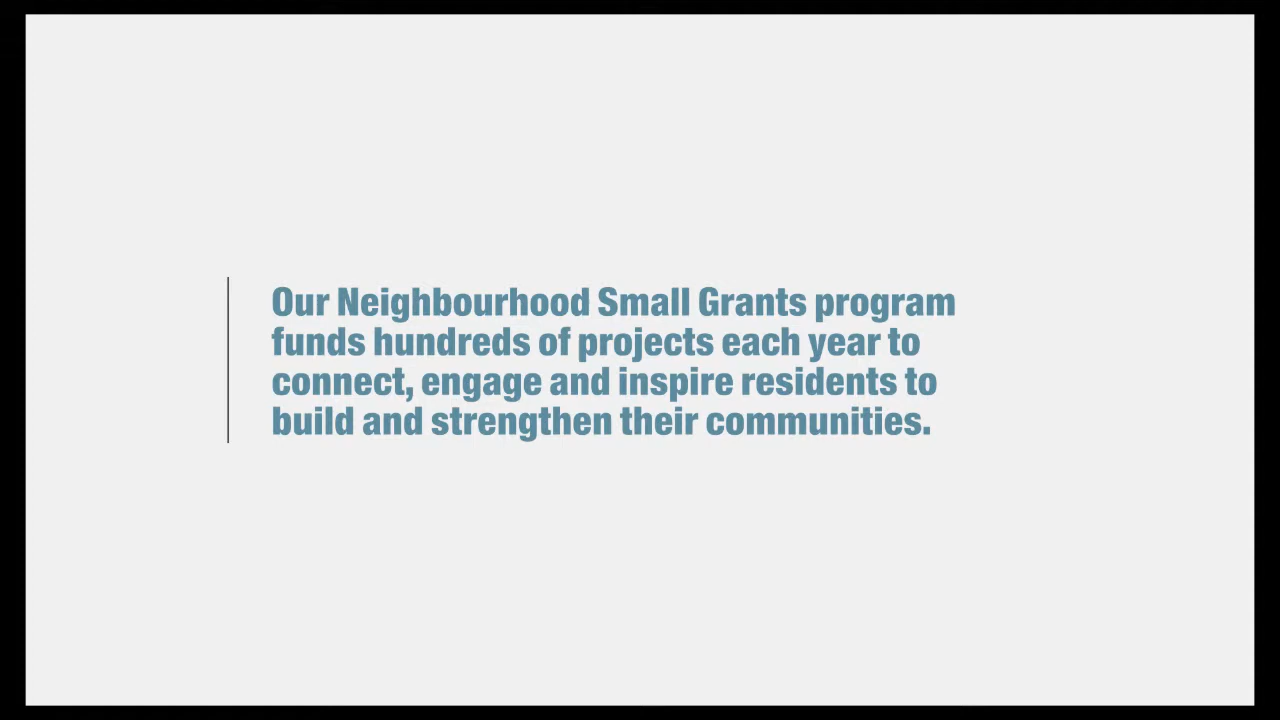 Our Neighbourhood Small Grants program
funds hundreds of projects each year to
connect, engage and inspire residents to
build and strengthen their communities.